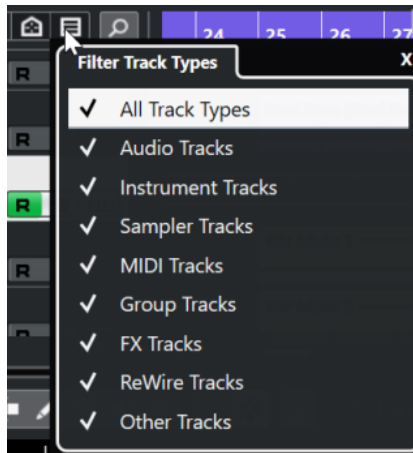 24 25 26 27
Filter Track Types X
R
✓ All Track Types
✓ Audio Tracks
R
✓ Instrument Tracks
R
✓ Sampler Tracks
✓ MIDI Tracks
R
✓ Group Tracks
✓ FX Tracks
✓ ReWire Tracks
✓ Other Tracks